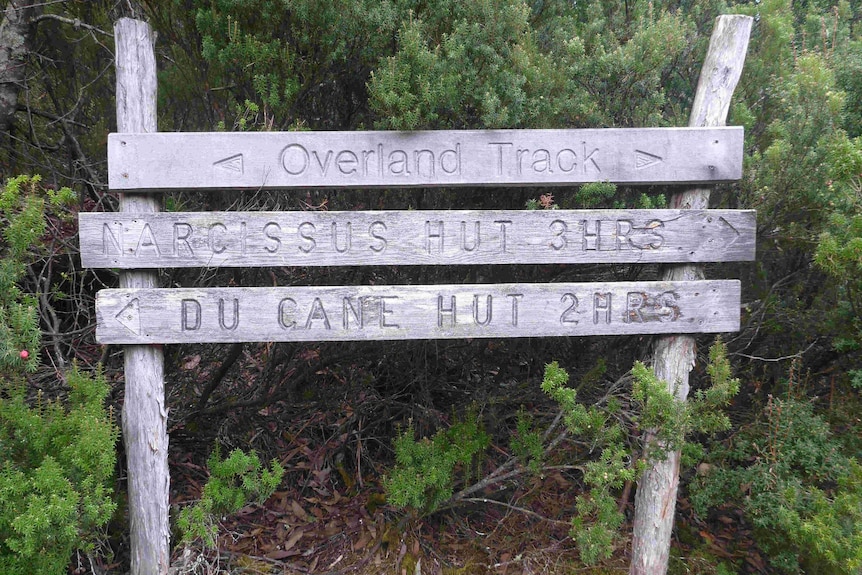 Overland Track
NARCISSUS HUT 3HRS
DU CANE HUT 2HRS